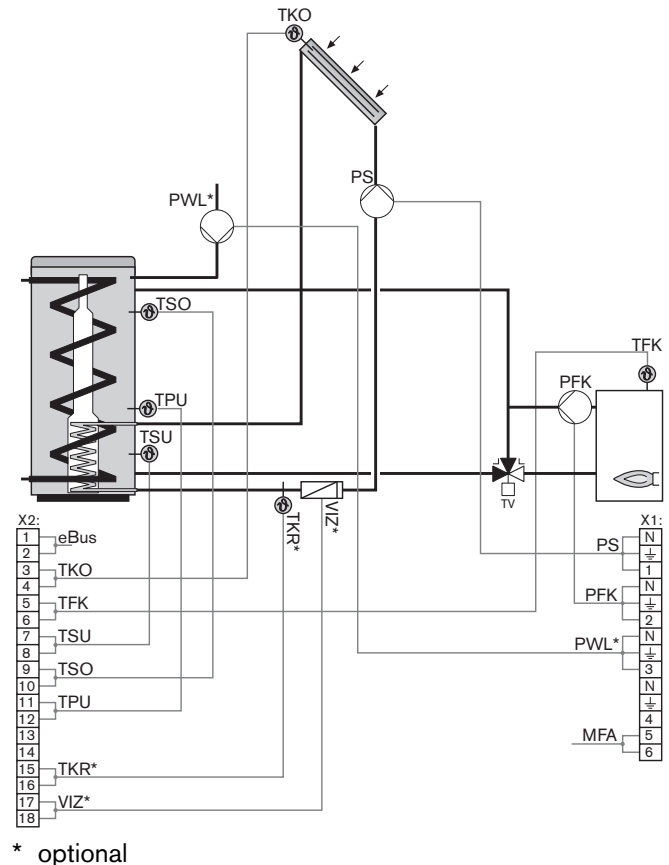 TKO
PS
PWL*
TSO
TFK
TPU
PFK
TSU
TV
TKR*
VIZ*
X2:
1
2
eBus
3
4
TKO
5
6
TFK
7
8
TSU
9
10
TSO
11
12
TPU
13
14
15
16
TKR*
17
18
VIZ*
X1:
PS
N
1
PFK
N
2
PWL*
N
3
N
4
MFA
5
6
* optional